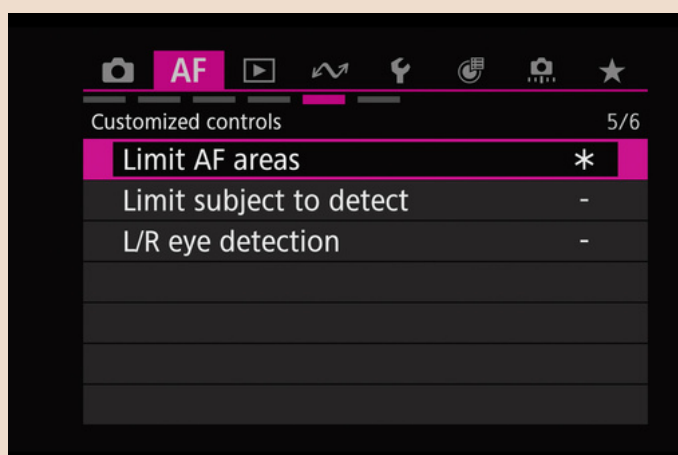 AF
Customized controls
5/6
Limit AF areas *
Limit subject to detect -
L/R eye detection -